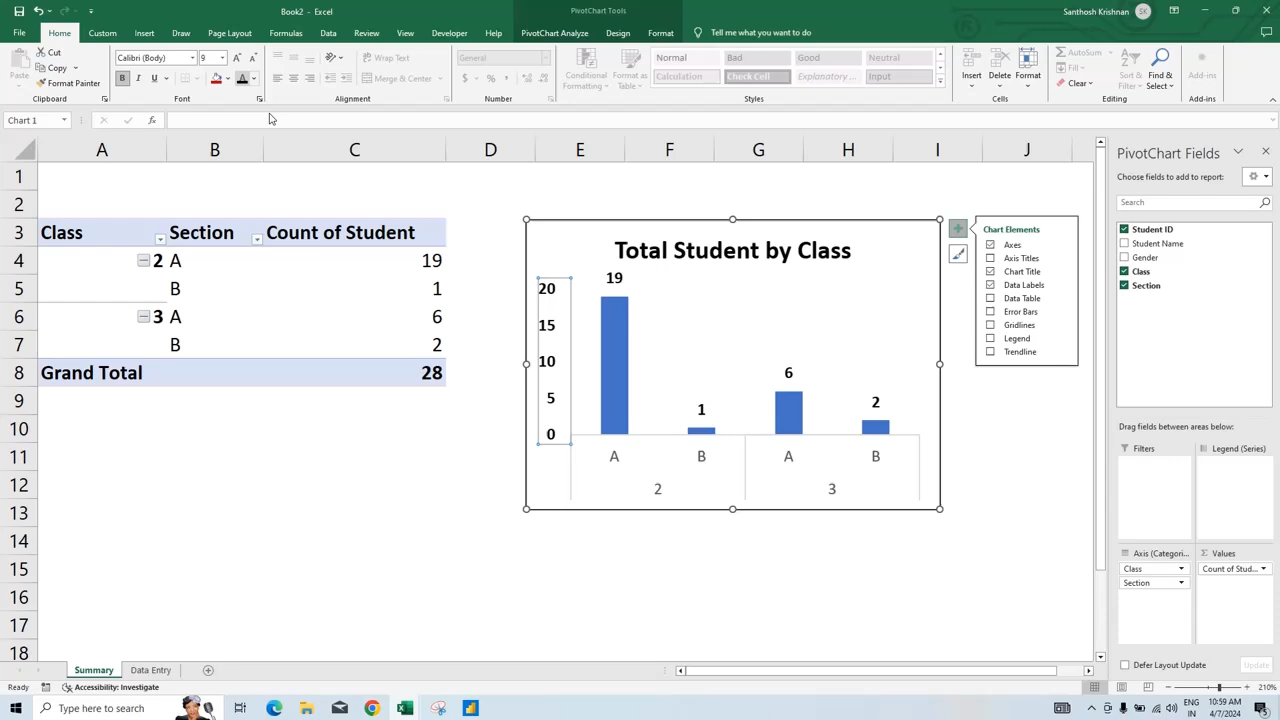 Book2 - Excel
PivotChart Tools
Santhosh Krishnan
SK
File
Home
Custom
Insert
Draw
Page Layout
Formulas
Data
Review
View
Developer
Help
PivotChart Analyze
Design
Format
Tell me what you want to do
Paste
Cut
Copy
Format Painter
Clipboard
Calibri (Body)
9
Font
Wrap Text
Merge & Center
Alignment
General
Number
Conditional Formatting
Format as Table
Normal
Bad
Good
Neutral
Calculation
Check Cell
Explanatory ...
Input
Styles
Insert
Delete
Format
Cells
AutoSum
Fill
Clear
Sort & Filter
Find & Select
Editing
Add-ins
Add-ins
Chart 1
fx
A B C D E F G H I J
1
2
3 Class Section Count of Student
4 2 A 19
5 B 1
6 3 A 6
7 B 2
8 Grand Total 28
9
10
11
12
13
14
15
16
17
18
Total Student by Class
20
15
10
5
0
19
1
6
2
A B A B
2 3
Chart Elements
Axes
Axis Titles
Chart Title
Data Labels
Data Table
Error Bars
Gridlines
Legend
Trendline
PivotChart Fields
Choose fields to add to report:
Search
Student ID
Student Name
Gender
Class
Section
Drag fields between areas below:
Filters
Legend (Series)
Axis (Categori...
Values
Class
Section
Count of Stud...
Defer Layout Update
Update
Summary
Data Entry
Ready
Accessibility: Investigate
210%
Type here to search
10:59 AM
IN
4/7/2024